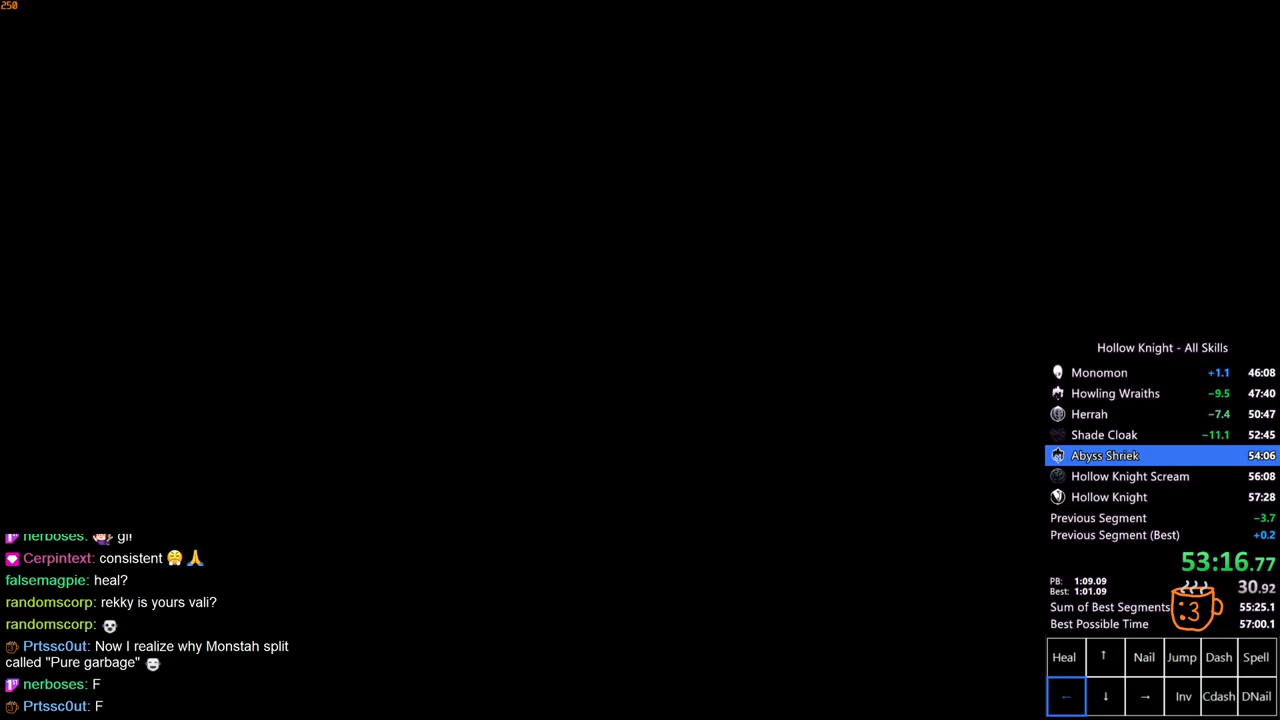 250
Hollow Knight - All Skills
Monomon +1.1 46:08
Howling Wraiths -9.5 47:40
Herrah -7.4 50:47
Shade Cloak -11.1 52:45
Abyss Shriek 54:06
Hollow Knight Scream 56:08
Hollow Knight 57:28
Previous Segment -3.7
Previous Segment (Best) +0.2
53:16.77
PB: 1:09.09
Best: 1:01.09
30.92
Sum of Best Segments 55:25.1
Best Possible Time 57:00.1
:3
Heal ↑ Nail Jump Dash Spell
← ↓ → Inv Cdash DNail
nerboses: gl!
Cerpintext: consistent
falsemagpie: heal?
randomscorp: rekky is yours vali?
randomscorp:
Prtssc0ut: Now I realize why Monstah split
called "Pure garbage"
nerboses: F
Prtssc0ut: F